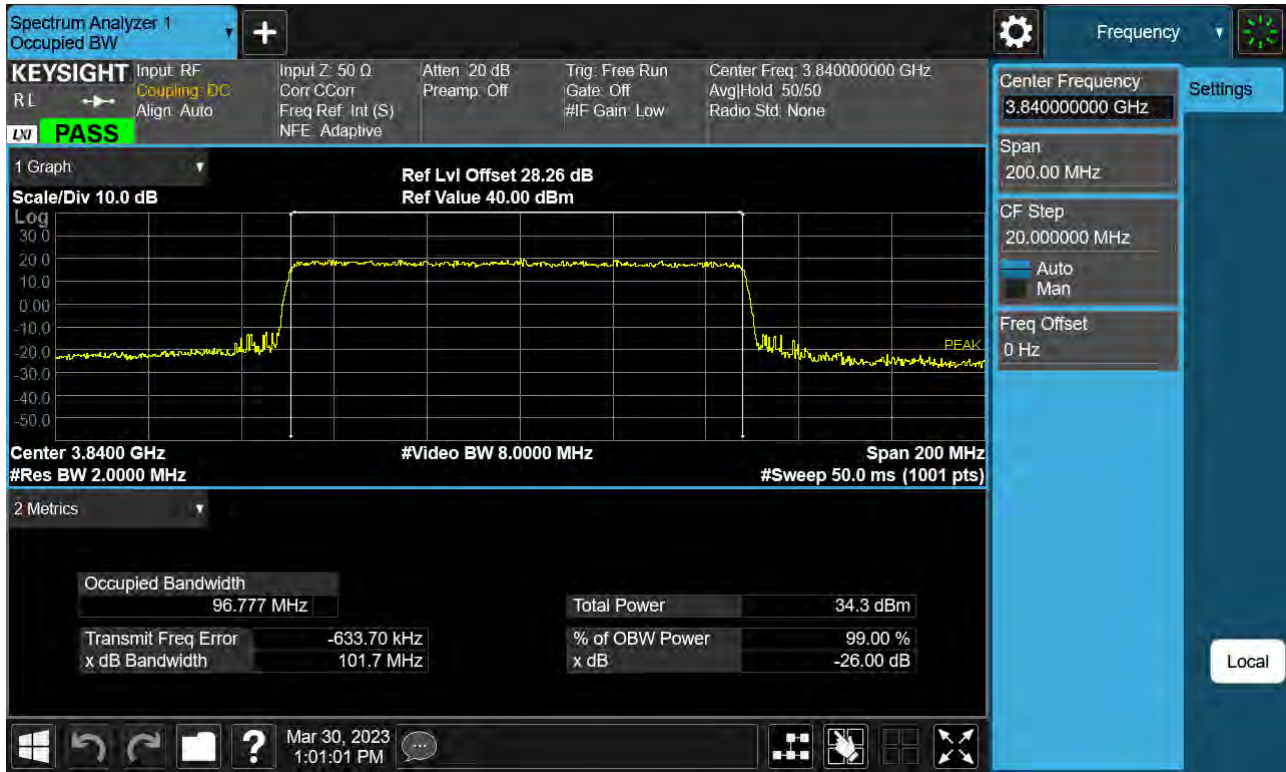 Spectrum Analyzer 1
Occupied BW
Frequency
KEYSIGHT
RL
LXI
PASS
Input: RF
Coupling: DC
Align: Auto
Input Z: 50 Ω
Corr CCorr
Freq Ref: Int (S)
NFE: Adaptive
Atten: 20 dB
Preamp: Off
Trig: Free Run
Gate: Off
#IF Gain: Low
Center Freq: 3.840000000 GHz
Avg|Hold: 50/50
Radio Std: None
Center Frequency
3.840000000 GHz
Settings
Span
200.00 MHz
CF Step
20.000000 MHz
Auto
Man
Freq Offset
0 Hz
Local
1 Graph
Scale/Div 10.0 dB
Ref Lvl Offset 28.26 dB
Ref Value 40.00 dBm
Log
30.0
20.0
10.0
0.00
-10.0
-20.0
-30.0
-40.0
-50.0
PEAK
Center 3.8400 GHz
#Video BW 8.0000 MHz
Span 200 MHz
#Res BW 2.0000 MHz
#Sweep 50.0 ms (1001 pts)
2 Metrics
Occupied Bandwidth
96.777 MHz
Total Power 34.3 dBm
Transmit Freq Error -633.70 kHz
% of OBW Power 99.00 %
x dB Bandwidth 101.7 MHz
x dB -26.00 dB
?
Mar 30, 2023
1:01:01 PM